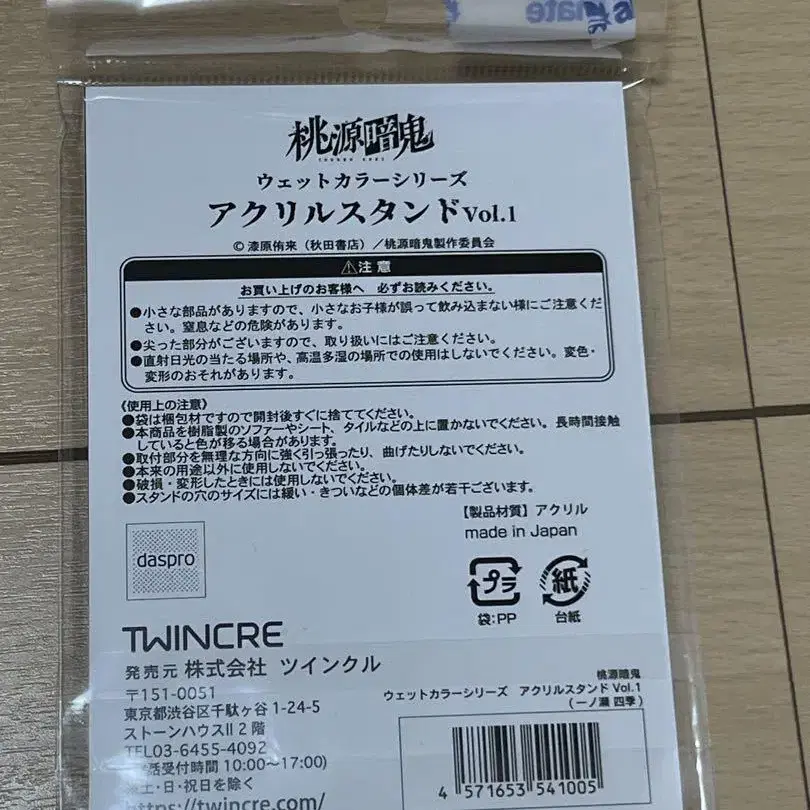 桃源暗鬼
TOUGEN ANKI
ウェットカラーシリーズ
アクリルスタンドVol.1
© 漆原侑来（秋田書店）／桃源暗鬼製作委員会
⚠注 意
お買い上げのお客様へ 必ずお読みください。
●小さな部品がありますので、小さなお子様が誤って飲み込まない様にご注意くだ
さい。窒息などの危険があります。
●尖った部分がございますので、取り扱いにはご注意ください。
●直射日光の当たる場所や、高温多湿の場所での使用はしないでください。変色・
変形のおそれがあります。
《使用上の注意》
●袋は梱包材ですので開封後すぐに捨ててください。
●本商品を樹脂製のソファーやシート、タイルなどの上に置かないでください。長時間接触
していると色が移る場合があります。
●取付部分を無理な方向に強く引っ張ったり、曲げたりしないでください。
●本来の用途以外に使用しないでください。
●破損・変形したときには使用しないでください。
●スタンドの穴のサイズには緩い・きついなどの個体差が若干ございます。
【製品材質】アクリル
made in Japan
daspro
プラ
袋:PP
紙
台紙
TWINCRE
発売元 株式会社 ツインクル
〒151-0051
東京都渋谷区千駄ヶ谷 1-24-5
ストーンハウスII 2 階
TEL03-6455-4092
話受付時間 10:00〜17:00)
土・日・祝日を除く
https://twincre.com/
桃源暗鬼
ウェットカラーシリーズ アクリルスタンド Vol.1
（一ノ瀬 四季）
4 571653 541005